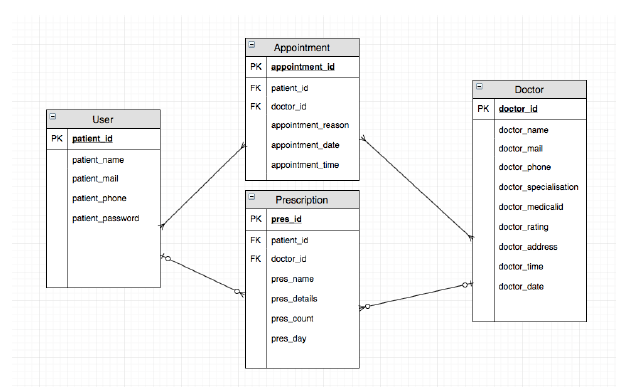 Appointment
PK appointment_id
FK patient_id
FK doctor_id
appointment_reason
appointment_date
appointment_time
User
PK patient_id
patient_name
patient_mail
patient_phone
patient_password
Prescription
PK pres_id
FK patient_id
FK doctor_id
pres_name
pres_details
pres_count
pres_day
Doctor
PK doctor_id
doctor_name
doctor_mail
doctor_phone
doctor_specialisation
doctor_medicalid
doctor_rating
doctor_address
doctor_time
doctor_date